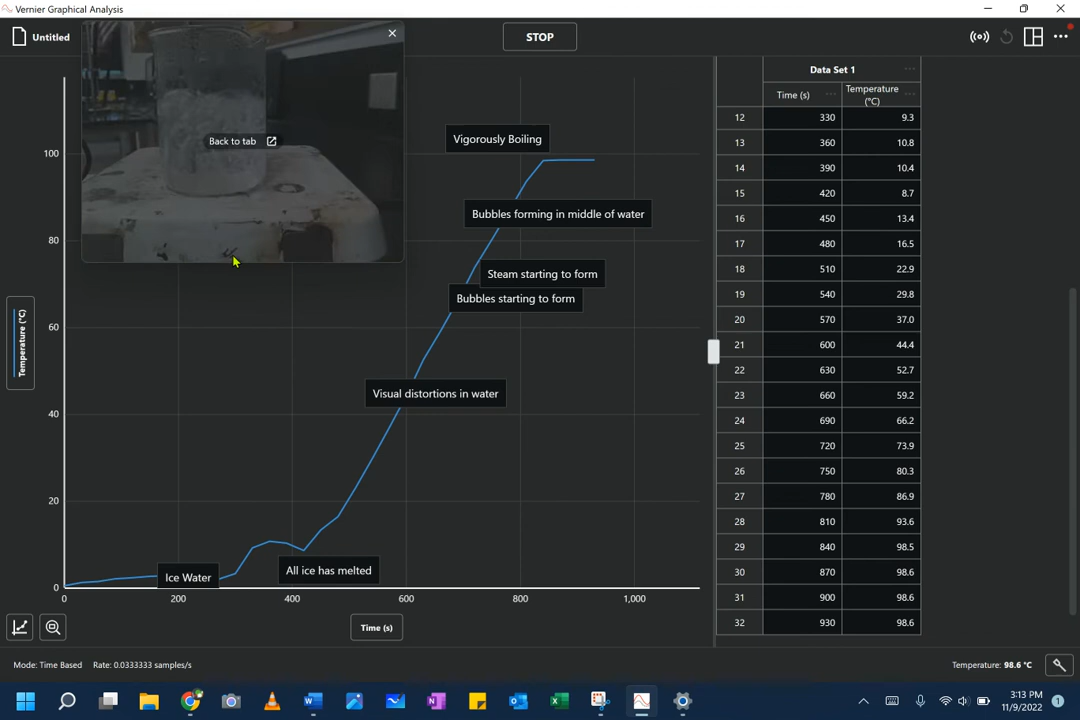 Vernier Graphical Analysis
Untitled
STOP
Back to tab
Data Set 1
Time (s)
Temperature (°C)
12 330 9.3
13 360 10.8
14 390 10.4
15 420 8.7
16 450 13.4
17 480 16.5
18 510 22.9
19 540 29.8
20 570 37.0
21 600 44.4
22 630 52.7
23 660 59.2
24 690 66.2
25 720 73.9
26 750 80.3
27 780 86.9
28 810 93.6
29 840 98.5
30 870 98.6
31 900 98.6
32 930 98.6
Temperature (°C)
100
80
60
40
20
0
Vigorously Boiling
Bubbles forming in middle of water
Steam starting to form
Bubbles starting to form
Visual distortions in water
All ice has melted
Ice Water
0 200 400 600 800 1,000
Time (s)
Mode: Time Based Rate: 0.0333333 samples/s
Temperature: 98.6 °C
3:13 PM
11/9/2022
1